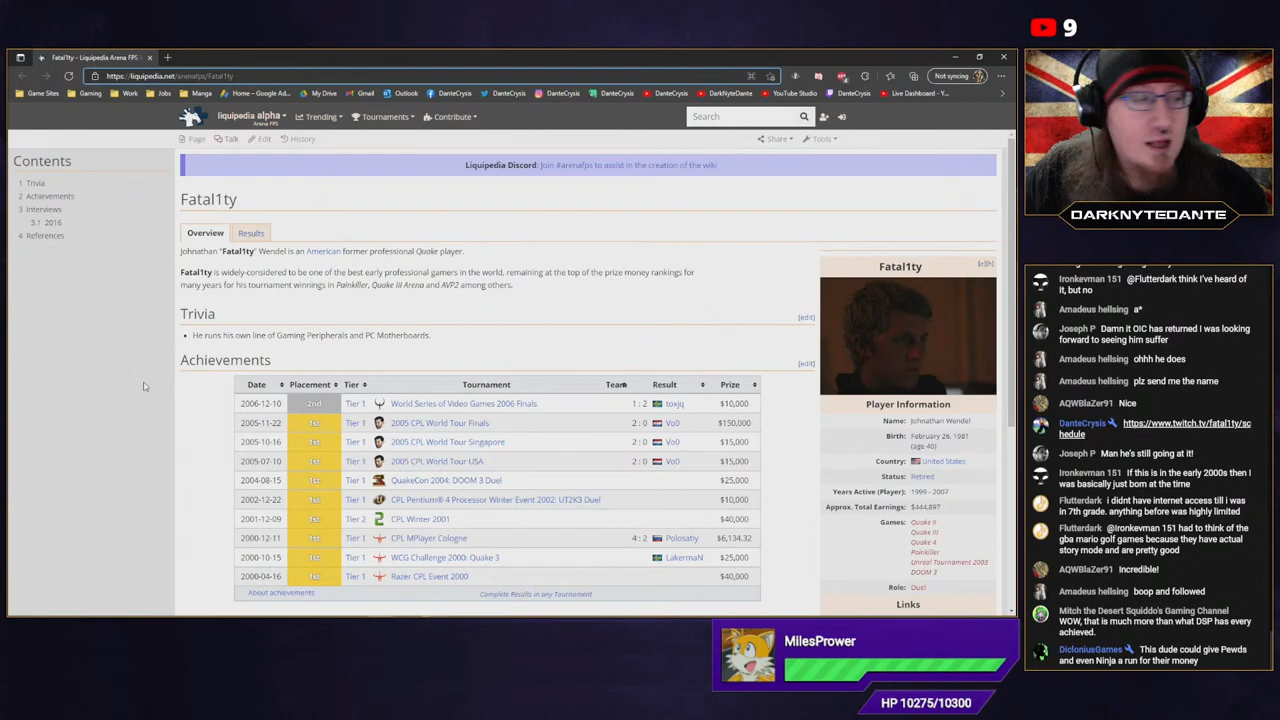 9
Fatal1ty - Liquipedia Arena FPS
https://liquipedia.net/arenafps/Fatal1ty
Not syncing
Game Sites Gaming Work Jobs Manga Home - Google Ad... My Drive Gmail Outlook DanteCrysis DanteCrysis DanteCrysis DanteCrysis DanteCrysis DarkNyteDante YouTube Studio DanteCrysis Live Dashboard - Y...
liquipedia alpha
Arena FPS
Trending Tournaments Contribute
Search
Page Talk Edit History Share Tools
Contents
1 Trivia
2 Achievements
3 Interviews
3.1 2016
4 References
Liquipedia Discord: Join #arenafps to assist in the creation of the wiki
Fatal1ty
Overview Results
Johnathan "Fatal1ty" Wendel is an American former professional Quake player.
Fatal1ty is widely-considered to be one of the best early professional gamers in the world, remaining at the top of the prize money rankings for
many years for his tournament winnings in Painkiller, Quake III Arena and AVP2 among others.
Trivia [edit]
He runs his own line of Gaming Peripherals and PC Motherboards.
Achievements [edit]
Date Placement Tier Tournament Team Result Prize
2006-12-10 2nd Tier 1 World Series of Video Games 2006 Finals 1 : 2 toxjq $10,000
2005-11-22 1st Tier 1 2005 CPL World Tour Finals 2 : 0 Vo0 $150,000
2005-10-16 1st Tier 1 2005 CPL World Tour Singapore 2 : 0 Vo0 $15,000
2005-07-10 1st Tier 1 2005 CPL World Tour USA 2 : 0 Vo0 $15,000
2004-08-15 1st Tier 1 QuakeCon 2004: DOOM 3 Duel $25,000
2002-12-22 1st Tier 1 CPL Pentium® 4 Processor Winter Event 2002: UT2K3 Duel $10,000
2001-12-09 1st Tier 2 CPL Winter 2001 $40,000
2000-12-11 1st Tier 1 CPL MPlayer Cologne 4 : 2 Polosatiy $6,134.32
2000-10-15 1st Tier 1 WCG Challenge 2000: Quake 3 LakermaN $25,000
2000-04-16 1st Tier 1 Razer CPL Event 2000 $40,000
About achievements Complete Results in any Tournament
Fatal1ty [e][h]
Player Information
Name: Johnathan Wendel
Birth: February 26, 1981
(age 40)
Country: United States
Status: Retired
Years Active (Player): 1999 - 2007
Approx. Total Earnings: $444,897
Games: Quake II
Quake III
Quake 4
Painkiller
Unreal Tournament 2003
DOOM 3
Role: Duel
Links
MilesPrower
HP 10275/10300
DARKNYTEDANTE
Ironkevman 151 @Flutterdark think I've heard of
it, but no
Amadeus hellsing a*
Joseph P Damn it OIC has returned I was looking
forward to seeing him suffer
Amadeus hellsing ohhh he does
Amadeus hellsing plz send me the name
AQWBlaZer91 Nice
DanteCrysis https://www.twitch.tv/fatal1ty/sc
hedule
Joseph P Man he's still going at it!
Ironkevman 151 If this is in the early 2000s then I
was basically just born at the time
Flutterdark i didnt have internet access till i was
in 7th grade. anything before was highly limited
Flutterdark @Ironkevman 151 had to think of the
gba mario golf games because they have actual
story mode and are pretty good
AQWBlaZer91 Incredible!
Amadeus hellsing boop and followed
Mitch the Desert Squiddo's Gaming Channel
WOW, that is much more than what DSP has every
achieved.
DicloniusGames This dude could give Pewds
and even Ninja a run for their money